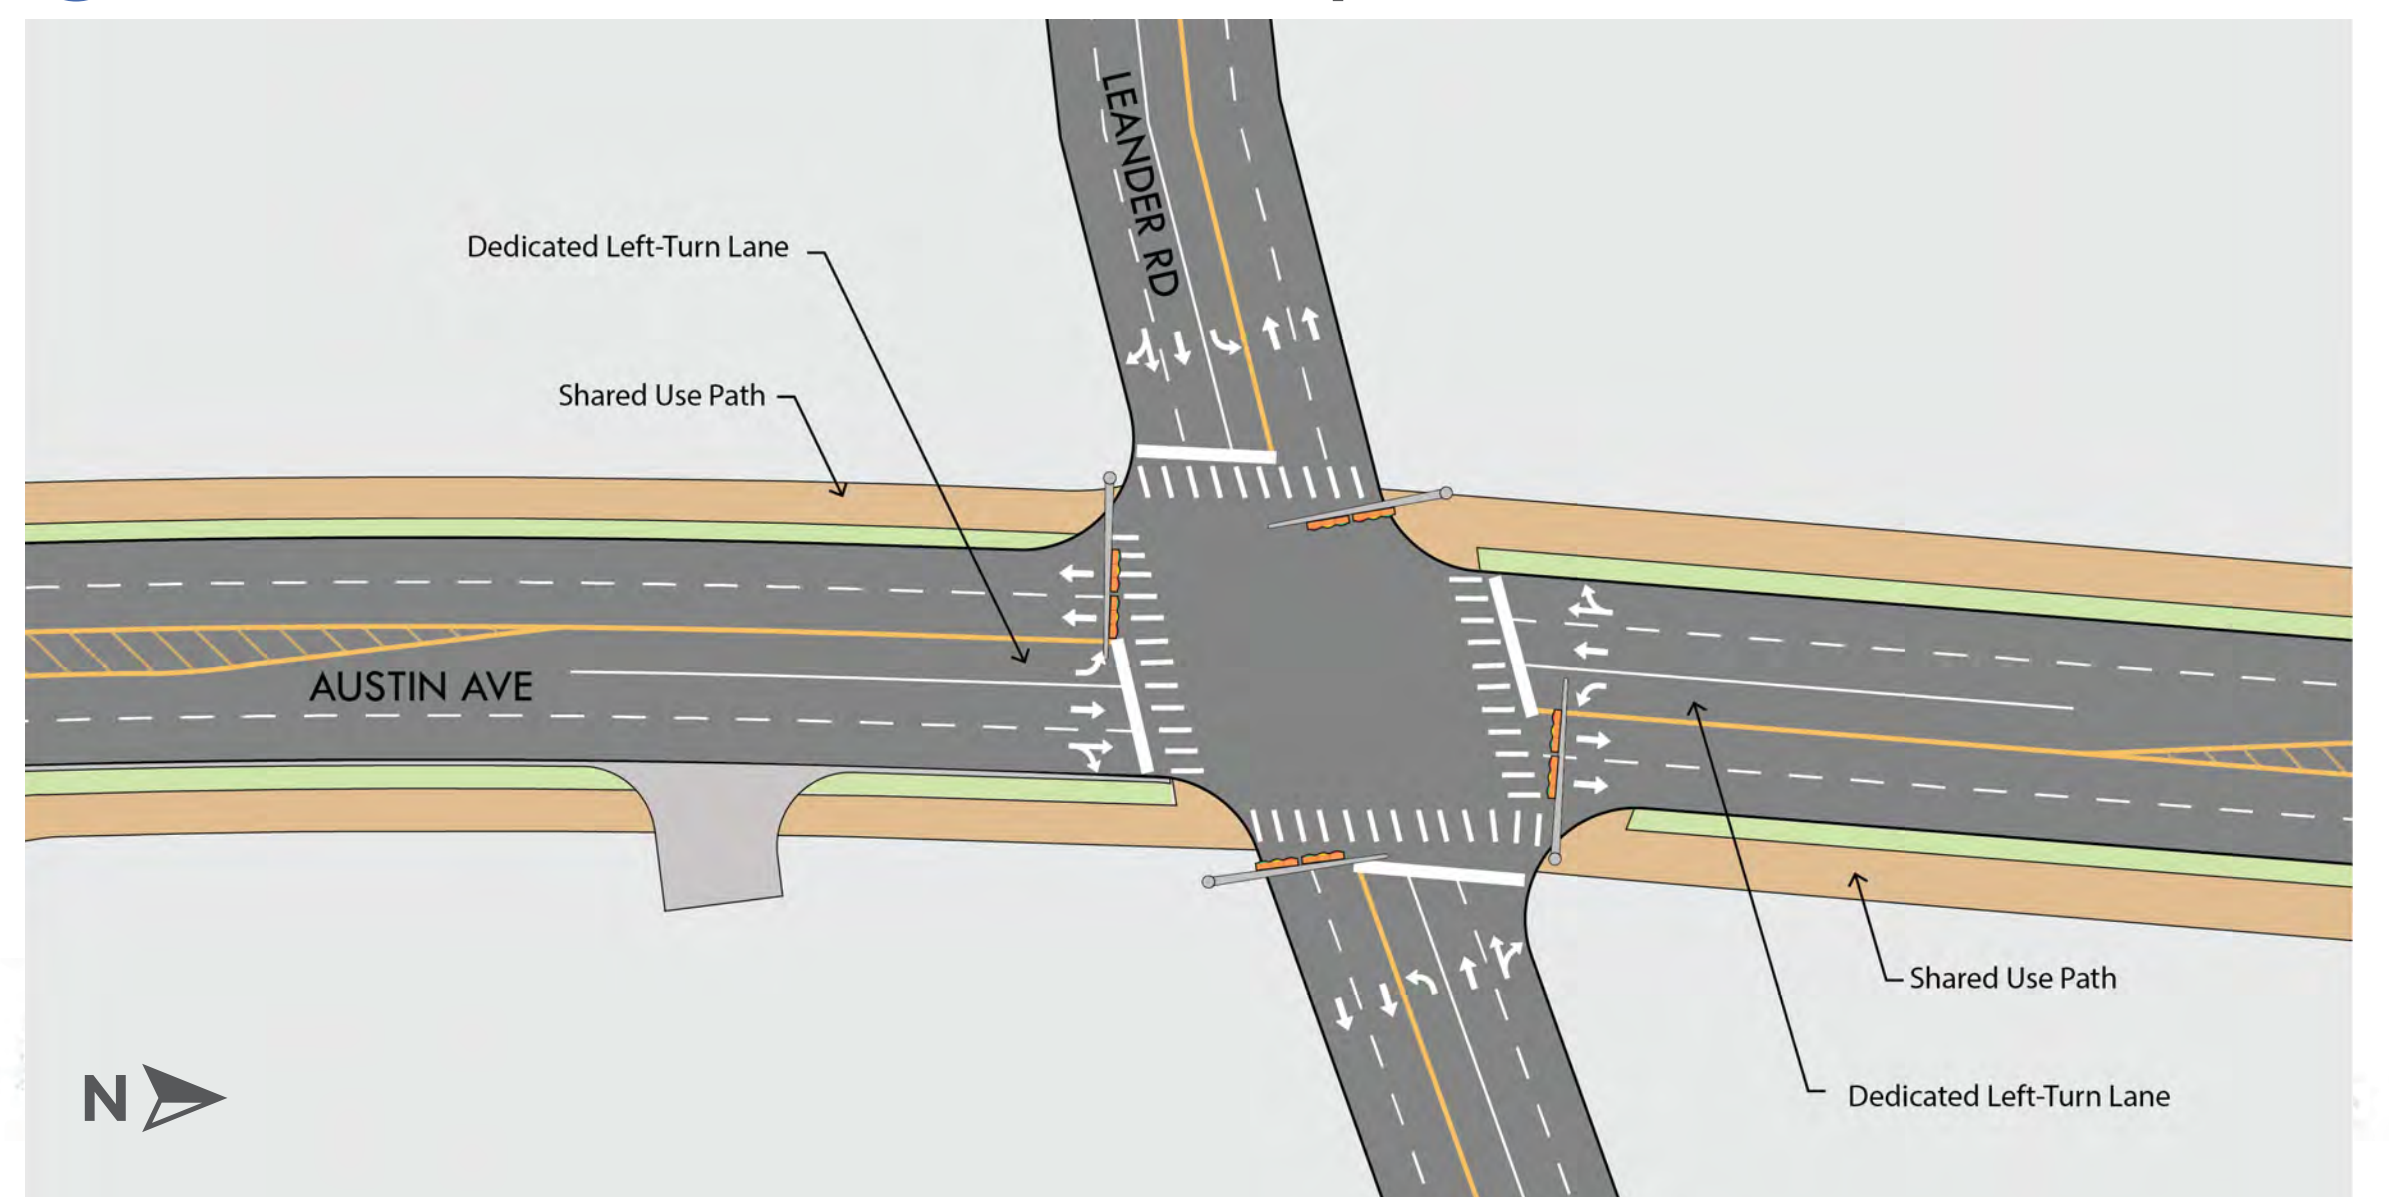 LEANDER RD
Dedicated Left-Turn Lane
Shared Use Path
AUSTIN AVE
Shared Use Path
N
Dedicated Left-Turn Lane